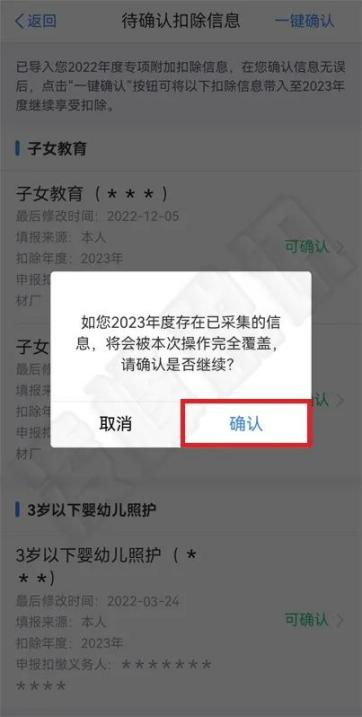 返回
待确认扣除信息
一键确认
已导入您2022年度专项附加扣除信息，在您确认信息无误
后，点击“一键确认”按钮可将以下扣除信息带入至2023年
度继续享受扣除。
子女教育
子女教育（＊＊＊）
最后修改时间：2022-12-05
填报来源：本人
可确认
扣除年度：2023年
申报扣
材厂
如您2023年度存在已采集的信
息，将会被本次操作完全覆盖，
请确认是否继续？
取消
确认
子女
最后修
填报来
扣除年
申报扣
材厂
认
3岁以下婴幼儿照护
3岁以下婴幼儿照护（＊
＊＊）
最后修改时间：2022-03-24
填报来源：本人
可确认
扣除年度：2023年
申报扣缴义务人：＊＊＊＊＊＊＊
＊＊＊＊